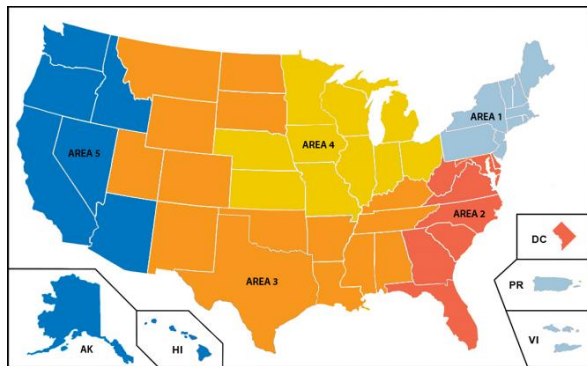 AREA 1
AREA 5
AREA 4
AREA 2
DC
AREA 3
PR
AK
HI
VI